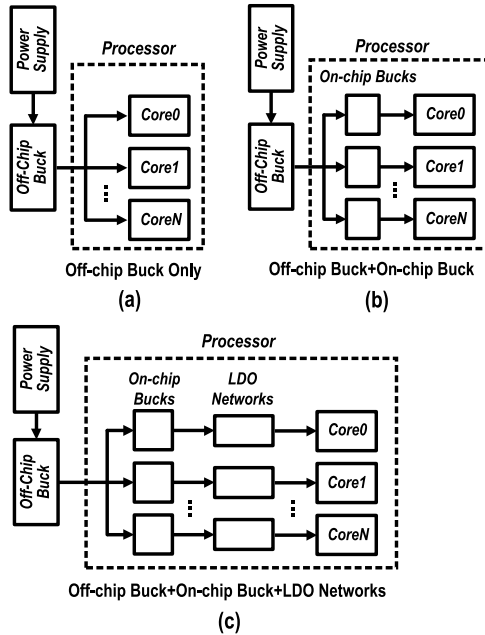 Power
Supply
Off-Chip
Buck
Processor
Core0
Core1
CoreN
Off-chip Buck Only
(a)
Power
Supply
Off-Chip
Buck
Processor
On-chip Bucks
Core0
Core1
CoreN
Off-chip Buck+On-chip Buck
(b)
Power
Supply
Off-Chip
Buck
Processor
On-chip
Bucks
LDO
Networks
Core0
Core1
CoreN
Off-chip Buck+On-chip Buck+LDO Networks
(c)